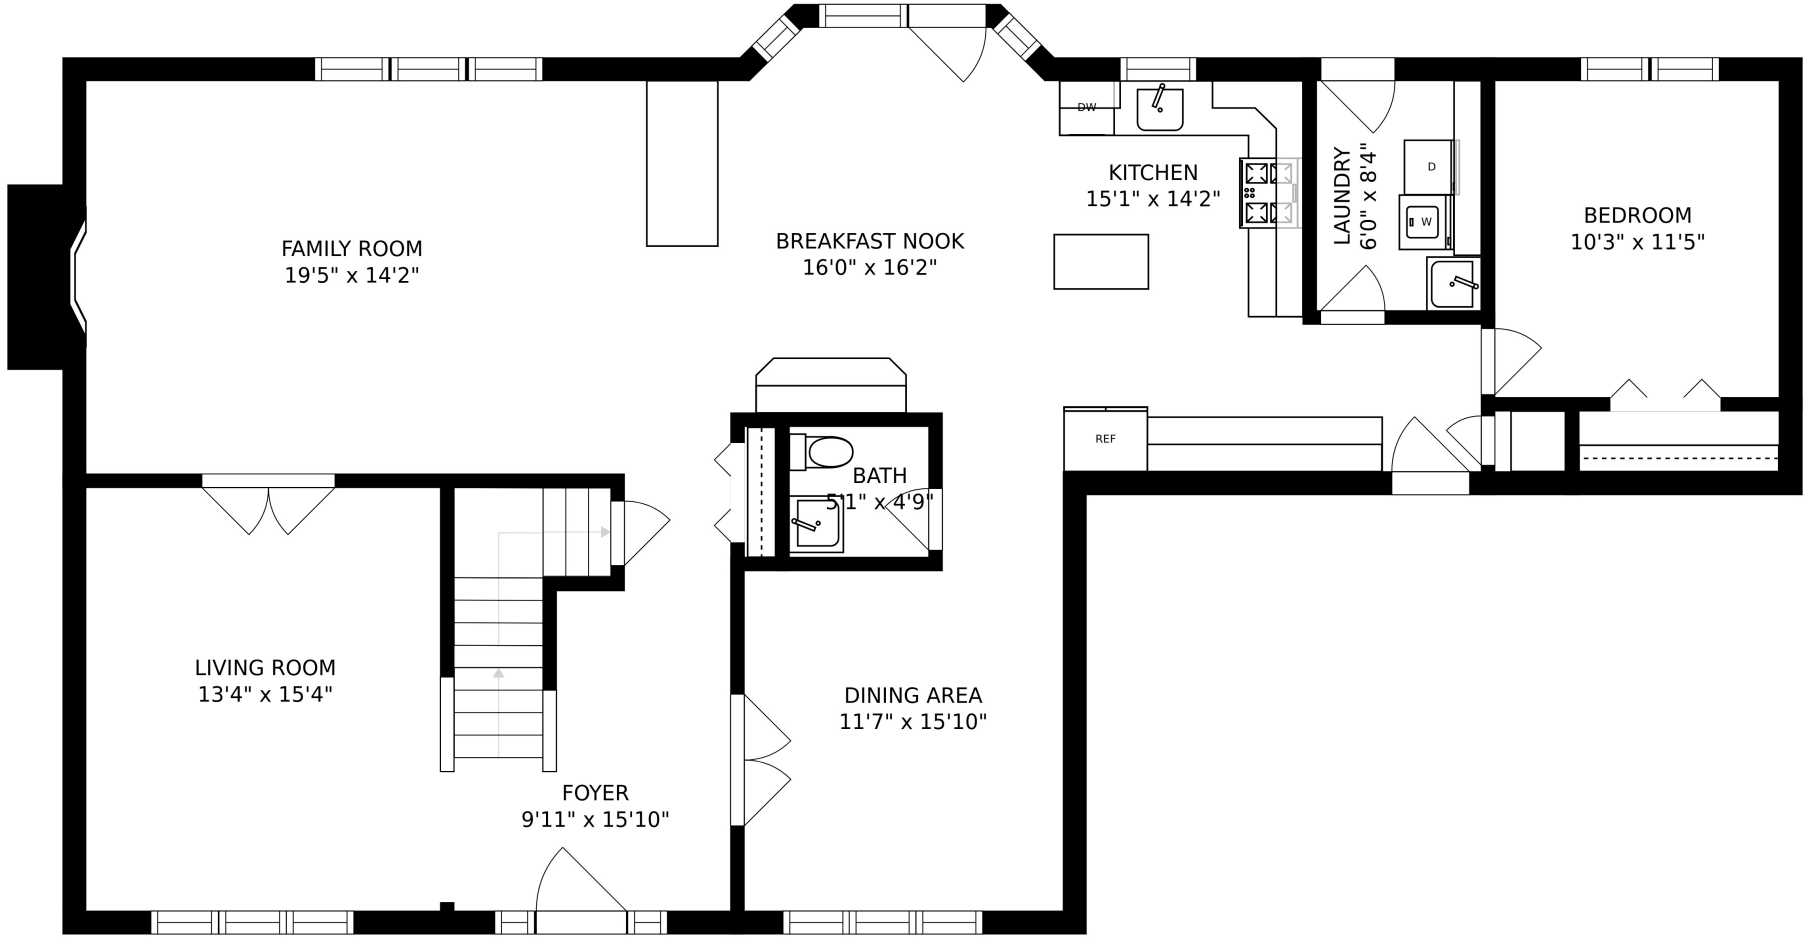 DW
KITCHEN
15'1" x 14'2"
LAUNDRY
6'0" x 8'4"
D
W
BEDROOM
10'3" x 11'5"
FAMILY ROOM
19'5" x 14'2"
BREAKFAST NOOK
16'0" x 16'2"
REF
BATH
5'1" x 4'9"
LIVING ROOM
13'4" x 15'4"
DINING AREA
11'7" x 15'10"
FOYER
9'11" x 15'10"